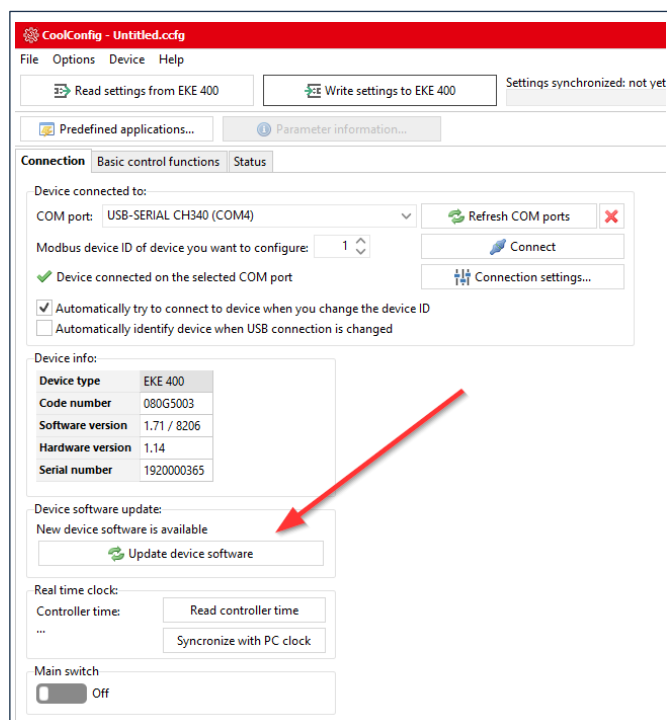 CoolConfig - Untitled.ccfg
File Options Device Help
Read settings from EKE 400
Write settings to EKE 400
Settings synchronized: not yet
Predefined applications...
Parameter information...
Connection
Basic control functions
Status
Device connected to:
COM port: USB-SERIAL CH340 (COM4)
Refresh COM ports
Modbus device ID of device you want to configure: 1
Connect
Device connected on the selected COM port
Connection settings...
Automatically try to connect to device when you change the device ID
Automatically identify device when USB connection is changed
Device info:
Device type EKE 400
Code number 080G5003
Software version 1.71 / 8206
Hardware version 1.14
Serial number 1920000365
Device software update:
New device software is available
Update device software
Real time clock:
Controller time:
Read controller time
...
Syncronize with PC clock
Main switch
Off